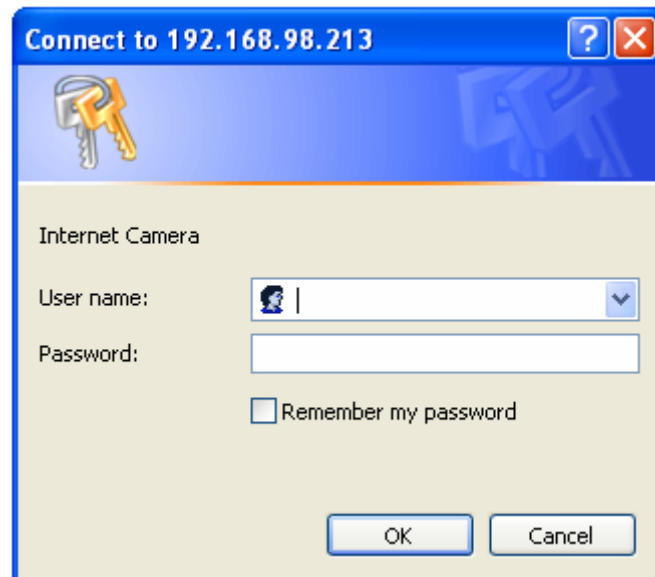 Connect to 192.168.98.213
Internet Camera
User name:
Password:
Remember my password
OK Cancel